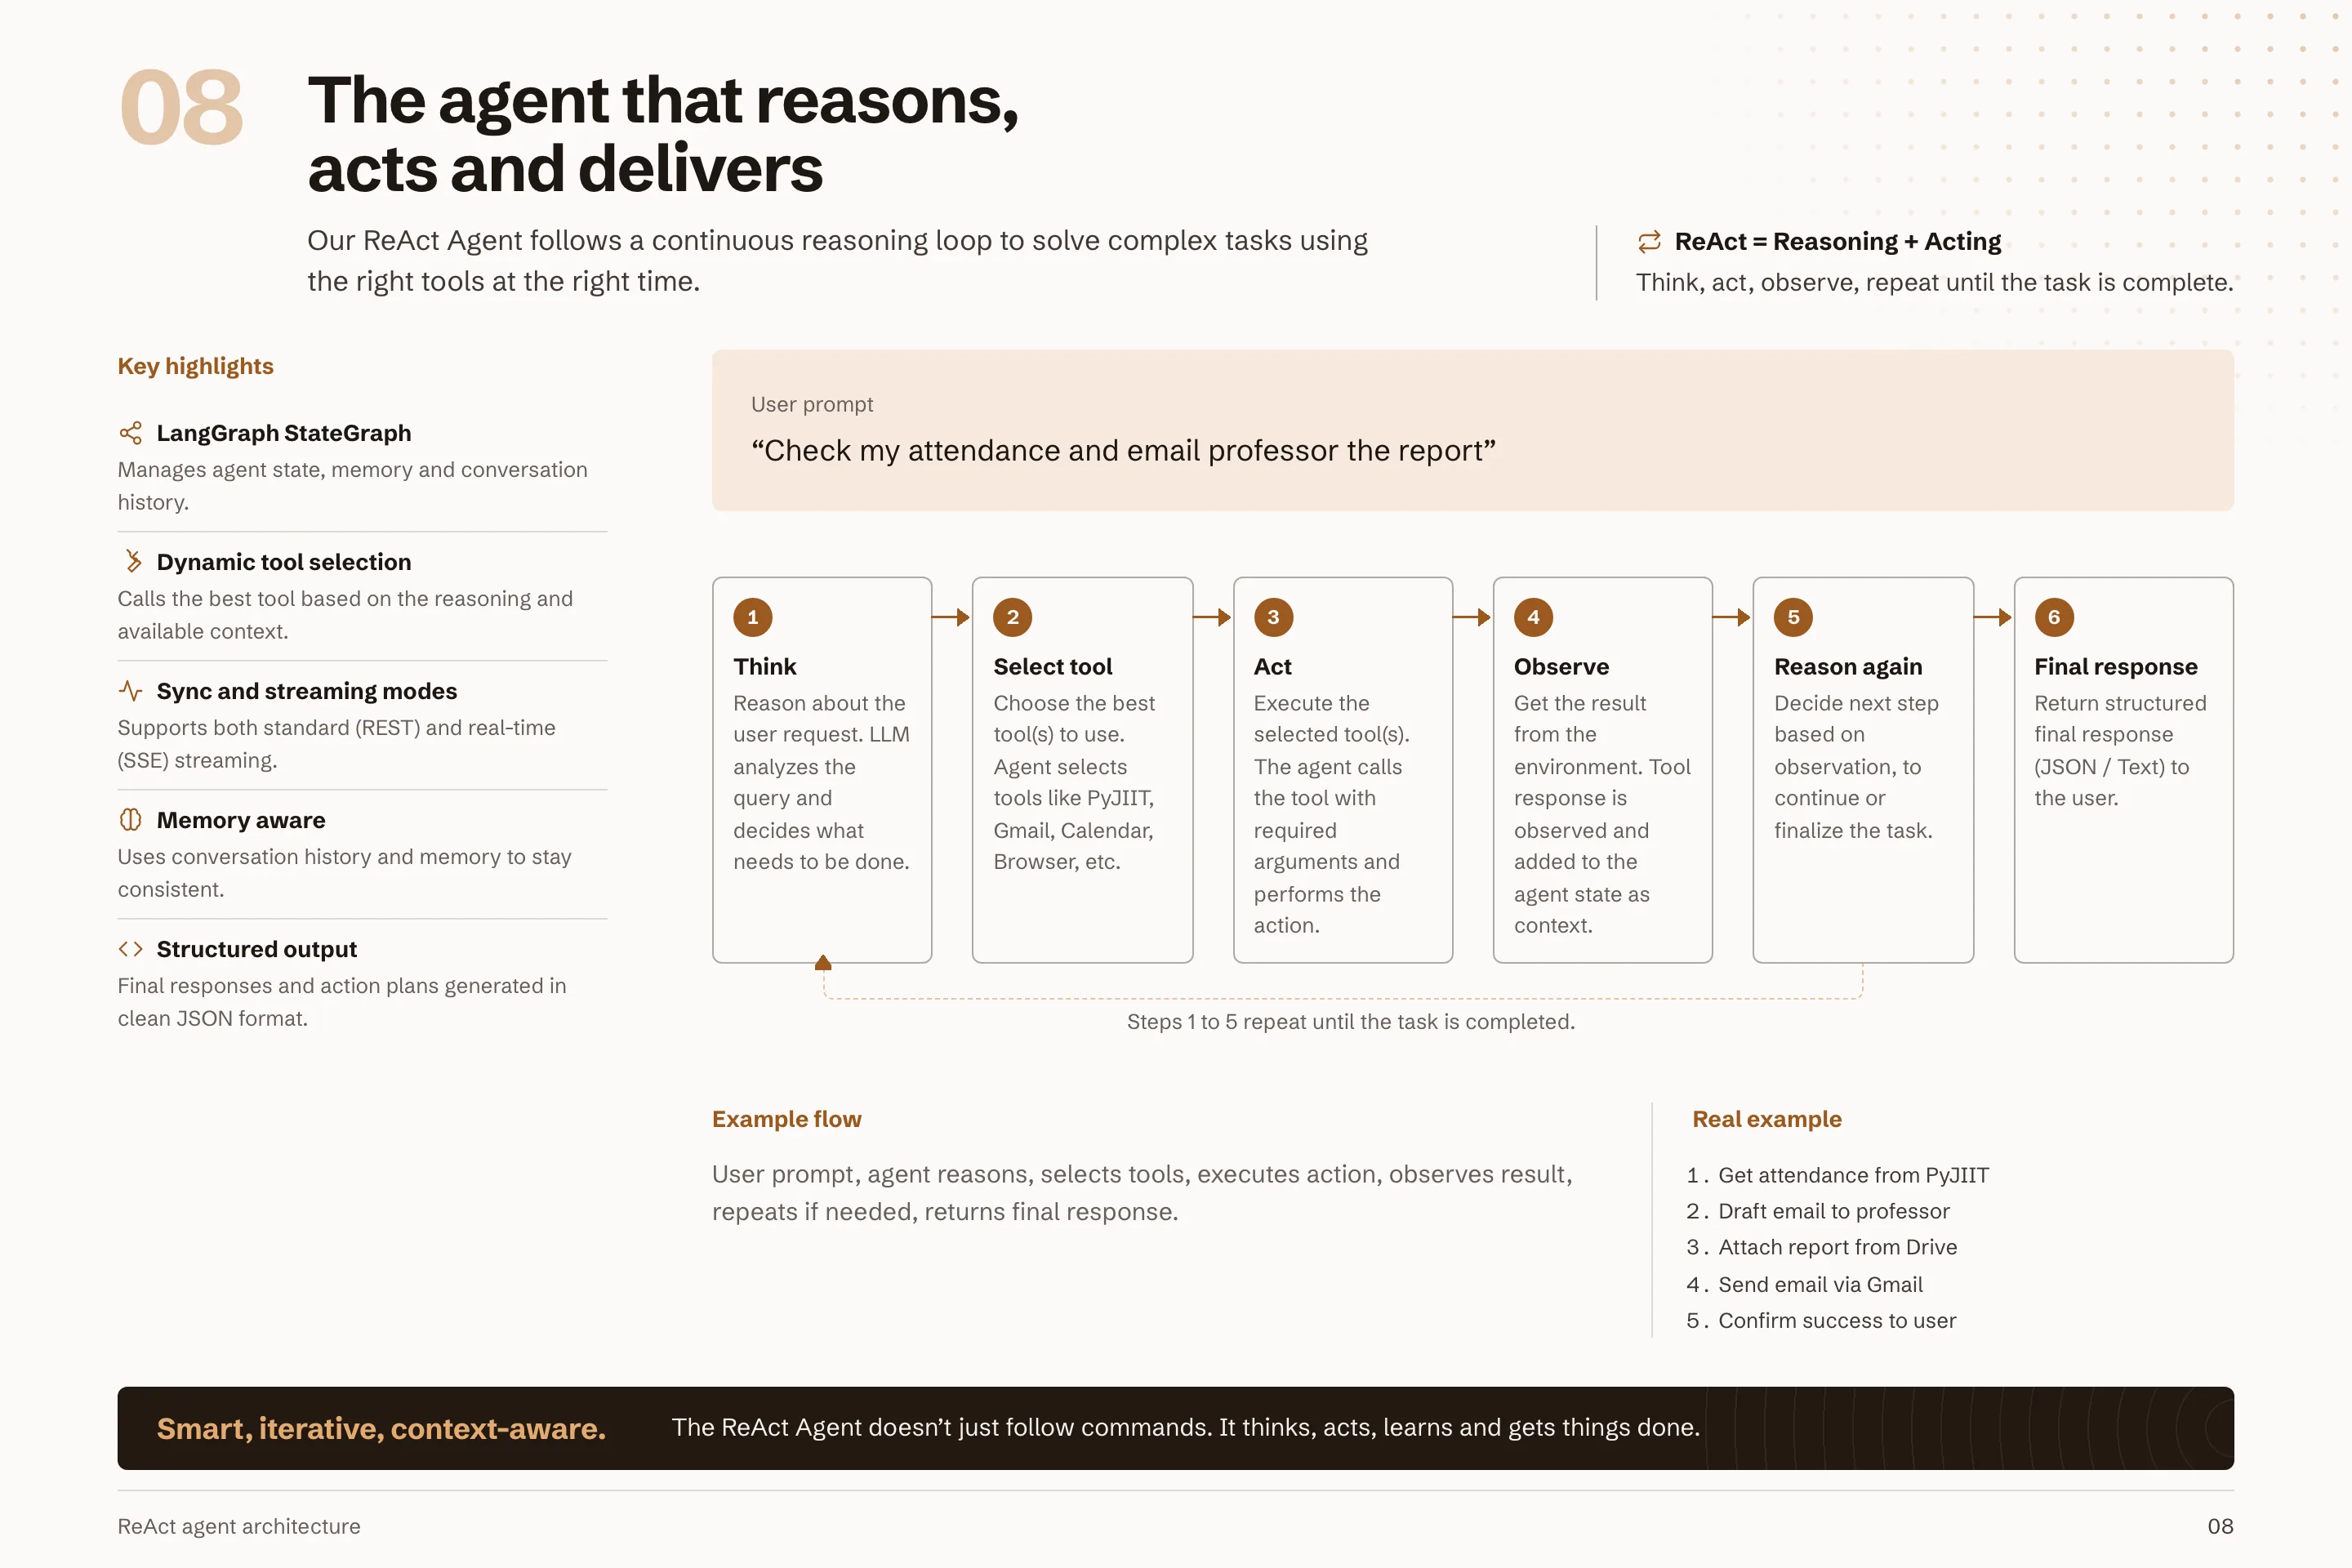 08
The agent that reasons,
acts and delivers
Our ReAct Agent follows a continuous reasoning loop to solve complex tasks using
the right tools at the right time.
ReAct = Reasoning + Acting
Think, act, observe, repeat until the task is complete.
Key highlights
LangGraph StateGraph
Manages agent state, memory and conversation
history.
Dynamic tool selection
Calls the best tool based on the reasoning and
available context.
Sync and streaming modes
Supports both standard (REST) and real-time
(SSE) streaming.
Memory aware
Uses conversation history and memory to stay
consistent.
Structured output
Final responses and action plans generated in
clean JSON format.
User prompt
“Check my attendance and email professor the report”
1
Think
Reason about the
user request. LLM
analyzes the
query and
decides what
needs to be done.
2
Select tool
Choose the best
tool(s) to use.
Agent selects
tools like PyJIIT,
Gmail, Calendar,
Browser, etc.
3
Act
Execute the
selected tool(s).
The agent calls
the tool with
required
arguments and
performs the
action.
4
Observe
Get the result
from the
environment. Tool
response is
observed and
added to the
agent state as
context.
5
Reason again
Decide next step
based on
observation, to
continue or
finalize the task.
6
Final response
Return structured
final response
(JSON / Text) to
the user.
Steps 1 to 5 repeat until the task is completed.
Example flow
User prompt, agent reasons, selects tools, executes action, observes result,
repeats if needed, returns final response.
Real example
1. Get attendance from PyJIIT
2. Draft email to professor
3. Attach report from Drive
4. Send email via Gmail
5. Confirm success to user
Smart, iterative, context-aware.
The ReAct Agent doesn’t just follow commands. It thinks, acts, learns and gets things done.
ReAct agent architecture
08